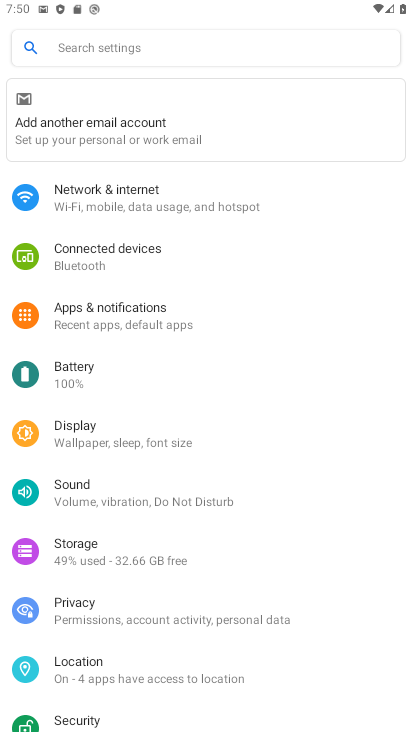 7:50
Search settings
Add another email account
Set up your personal or work email
Network & internet
Wi-Fi, mobile, data usage, and hotspot
Connected devices
Bluetooth
Apps & notifications
Recent apps, default apps
Battery
100%
Display
Wallpaper, sleep, font size
Sound
Volume, vibration, Do Not Disturb
Storage
49% used - 32.66 GB free
Privacy
Permissions, account activity, personal data
Location
On - 4 apps have access to location
Security